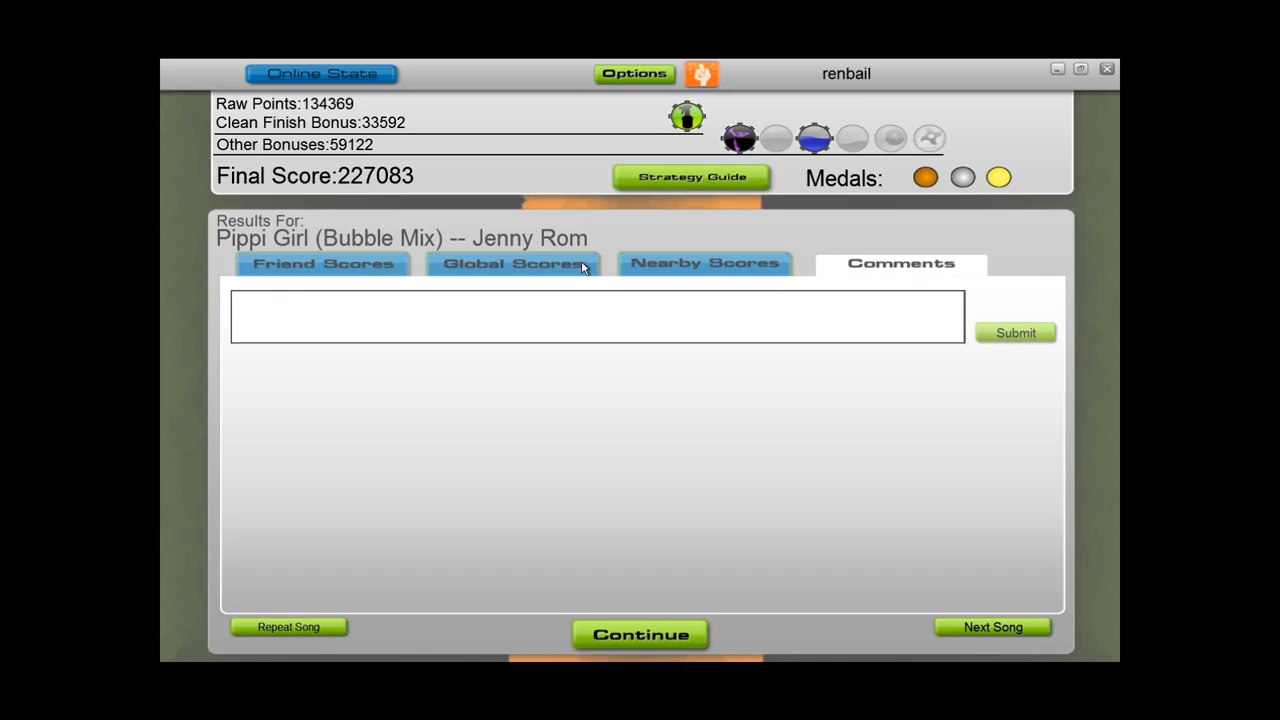 Online Stats
Options
renbail
Raw Points:134369
Clean Finish Bonus:33592
Other Bonuses:59122
Final Score:227083
Strategy Guide
Medals:
Results For:
Pippi Girl (Bubble Mix) -- Jenny Rom
Friend Scores
Global Scores
Nearby Scores
Comments
Submit
Repeat Song
Continue
Next Song